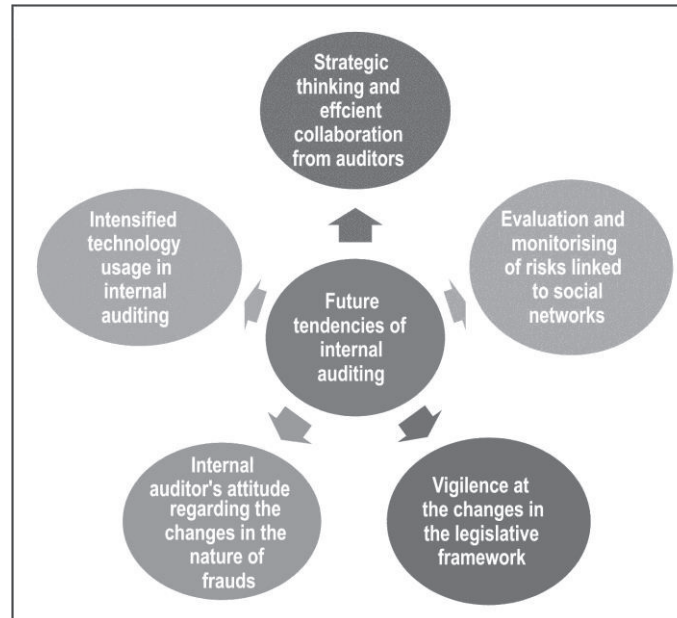 Strategic
thinking and
effcient
collaboration
from auditors
Intensified
technology
usage in
internal
auditing
Evaluation and
monitorising
of risks linked
to social
networks
Future
tendencies of
internal
auditing
Internal
auditor's attitude
regarding the
changes in the
nature of
frauds
Vigilence at
the changes in
the legislative
framework